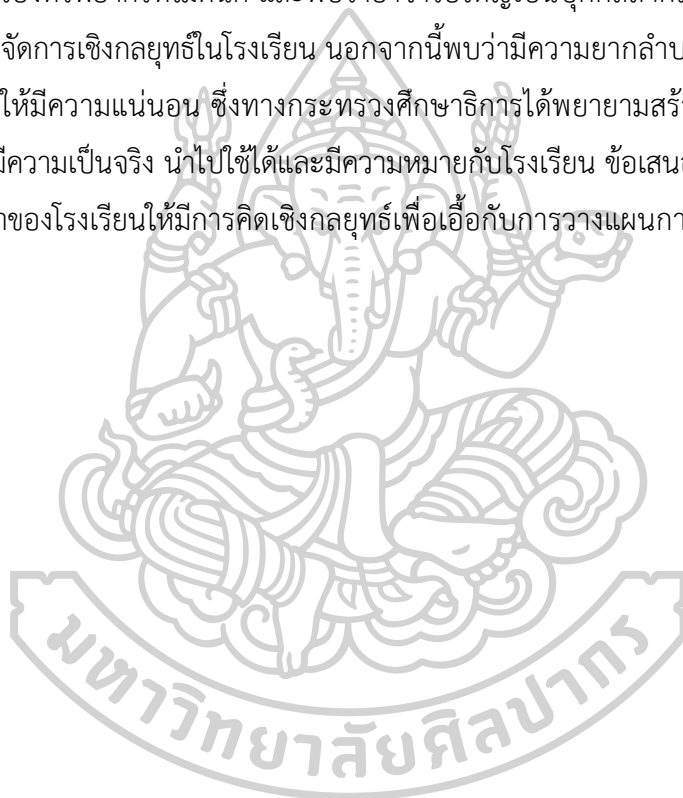 จัดการเชิงกลยุทธ์ในโรงเรียน นอกจากนี้พบว่ามีความยากลำบ
ให้มีความแน่นอน ซึ่งทางกระทรวงศึกษาธิการได้พยายามสร้า
มีความเป็นจริง นำไปใช้ได้และมีความหมายกับโรงเรียน ข้อเสนอ
ของโรงเรียนให้มีการคิดเชิงกลยุทธ์เพื่อเอื้อกับการวางแผนกา
มหาวิทยาลัยศิลปากร